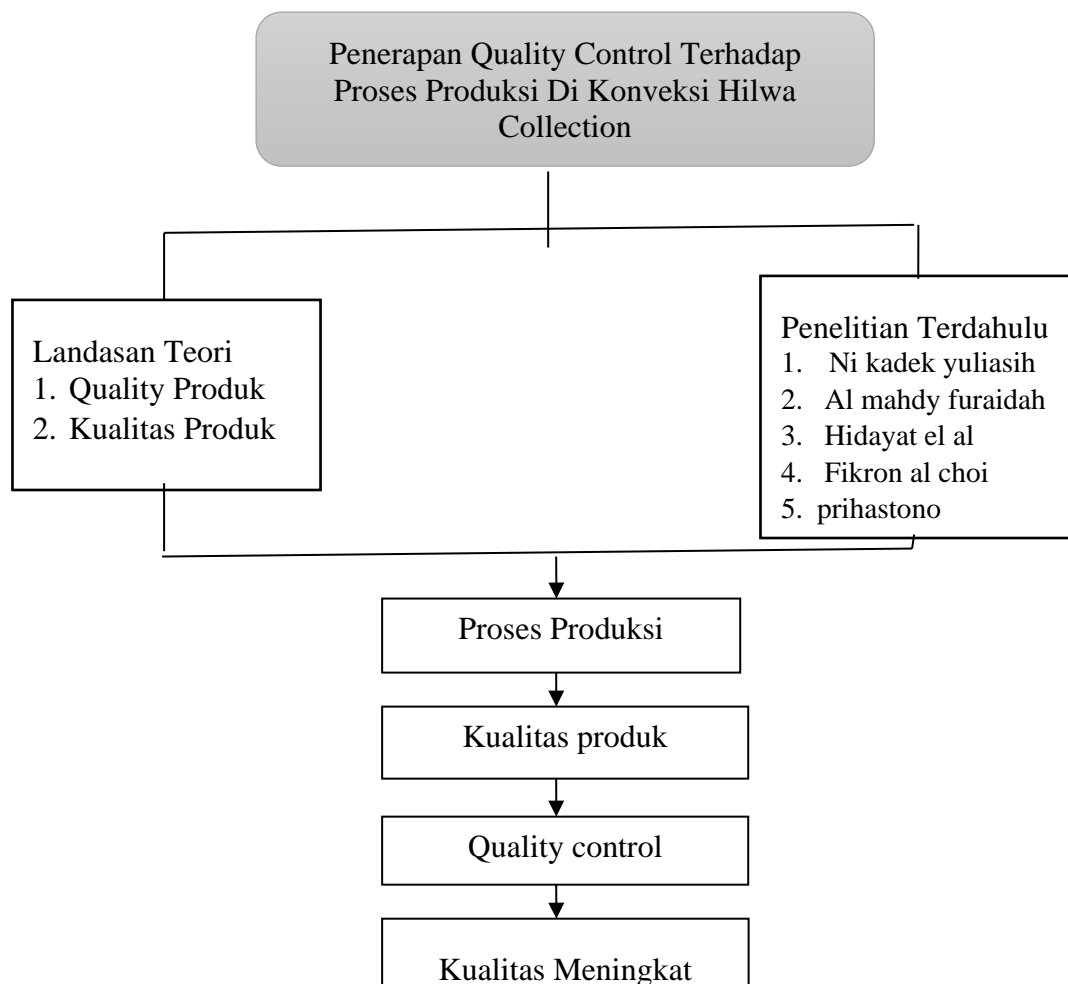 Penerapan Quality Control Terhadap
Proses Produksi Di Konveksi Hilwa
Collection
Landasan Teori
1. Quality Produk
2. Kualitas Produk
Penelitian Terdahulu
1. Ni kadek yuliasih
2. Al mahdy furaidah
3. Hidayat el al
4. Fikron al choi
5. prihastono
Proses Produksi
Kualitas produk
Quality control
Kualitas Meningkat